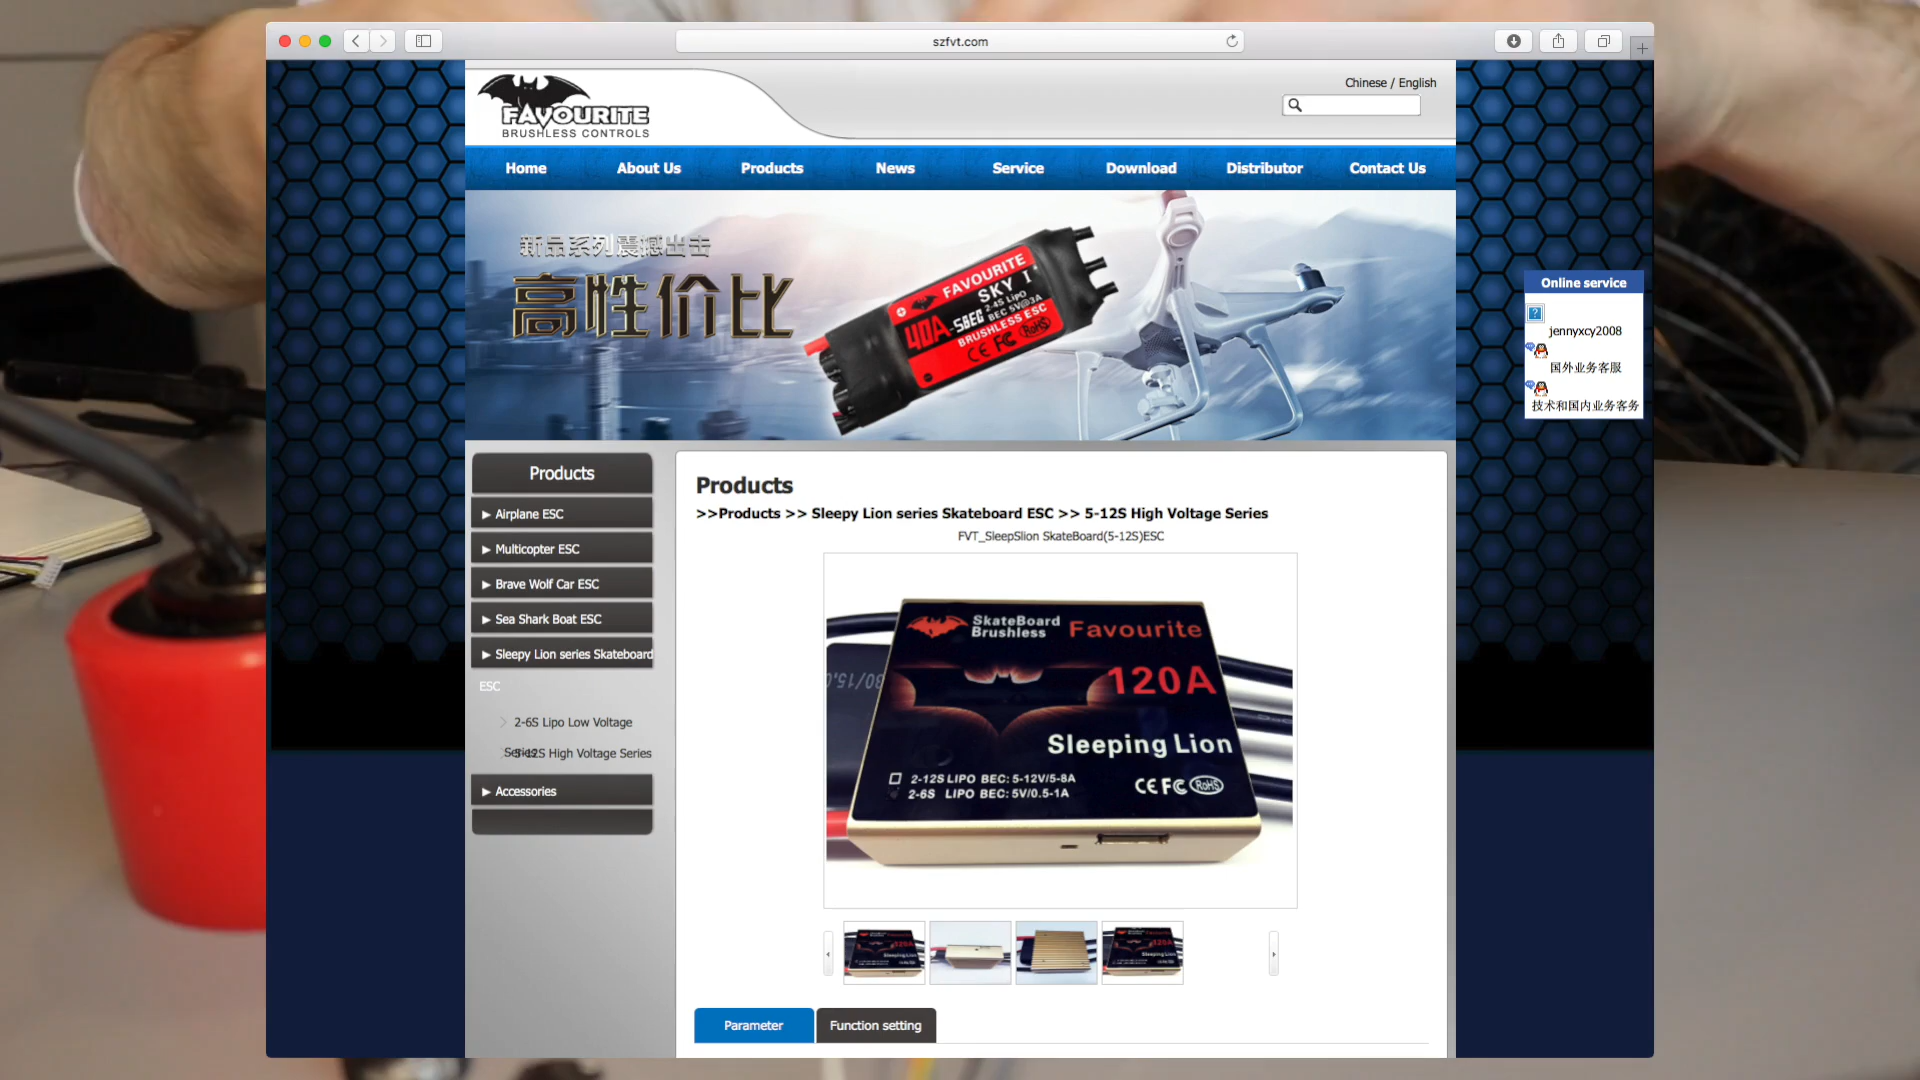 szfvt.com
FAVOURITE
BRUSHLESS CONTROLS
Chinese / English
Home
About Us
Products
News
Service
Download
Distributor
Contact Us
新品系列震撼出击
高性价比
FAVOURITE
SKY I
2-4S LiPO
40A-SBEC BEC 5V@3A
BRUSHLESS ESC
CE FC RoHS
Online service
jennyxcy2008
国外业务客服
技术和国内业务客务
Products
Airplane ESC
Multicopter ESC
Brave Wolf Car ESC
Sea Shark Boat ESC
Sleepy Lion series Skateboard
ESC
2-6S Lipo Low Voltage
Series
5-12S High Voltage Series
Accessories
Products
>>Products >> Sleepy Lion series Skateboard ESC >> 5-12S High Voltage Series
FVT_SleepSlion SkateBoard(5-12S)ESC
SkateBoard
Brushless
Favourite
120A
Sleeping Lion
2-12S LIPO BEC: 5-12V/5-8A
2-6S LIPO BEC: 5V/0.5-1A
CE FC RoHS
Parameter
Function setting